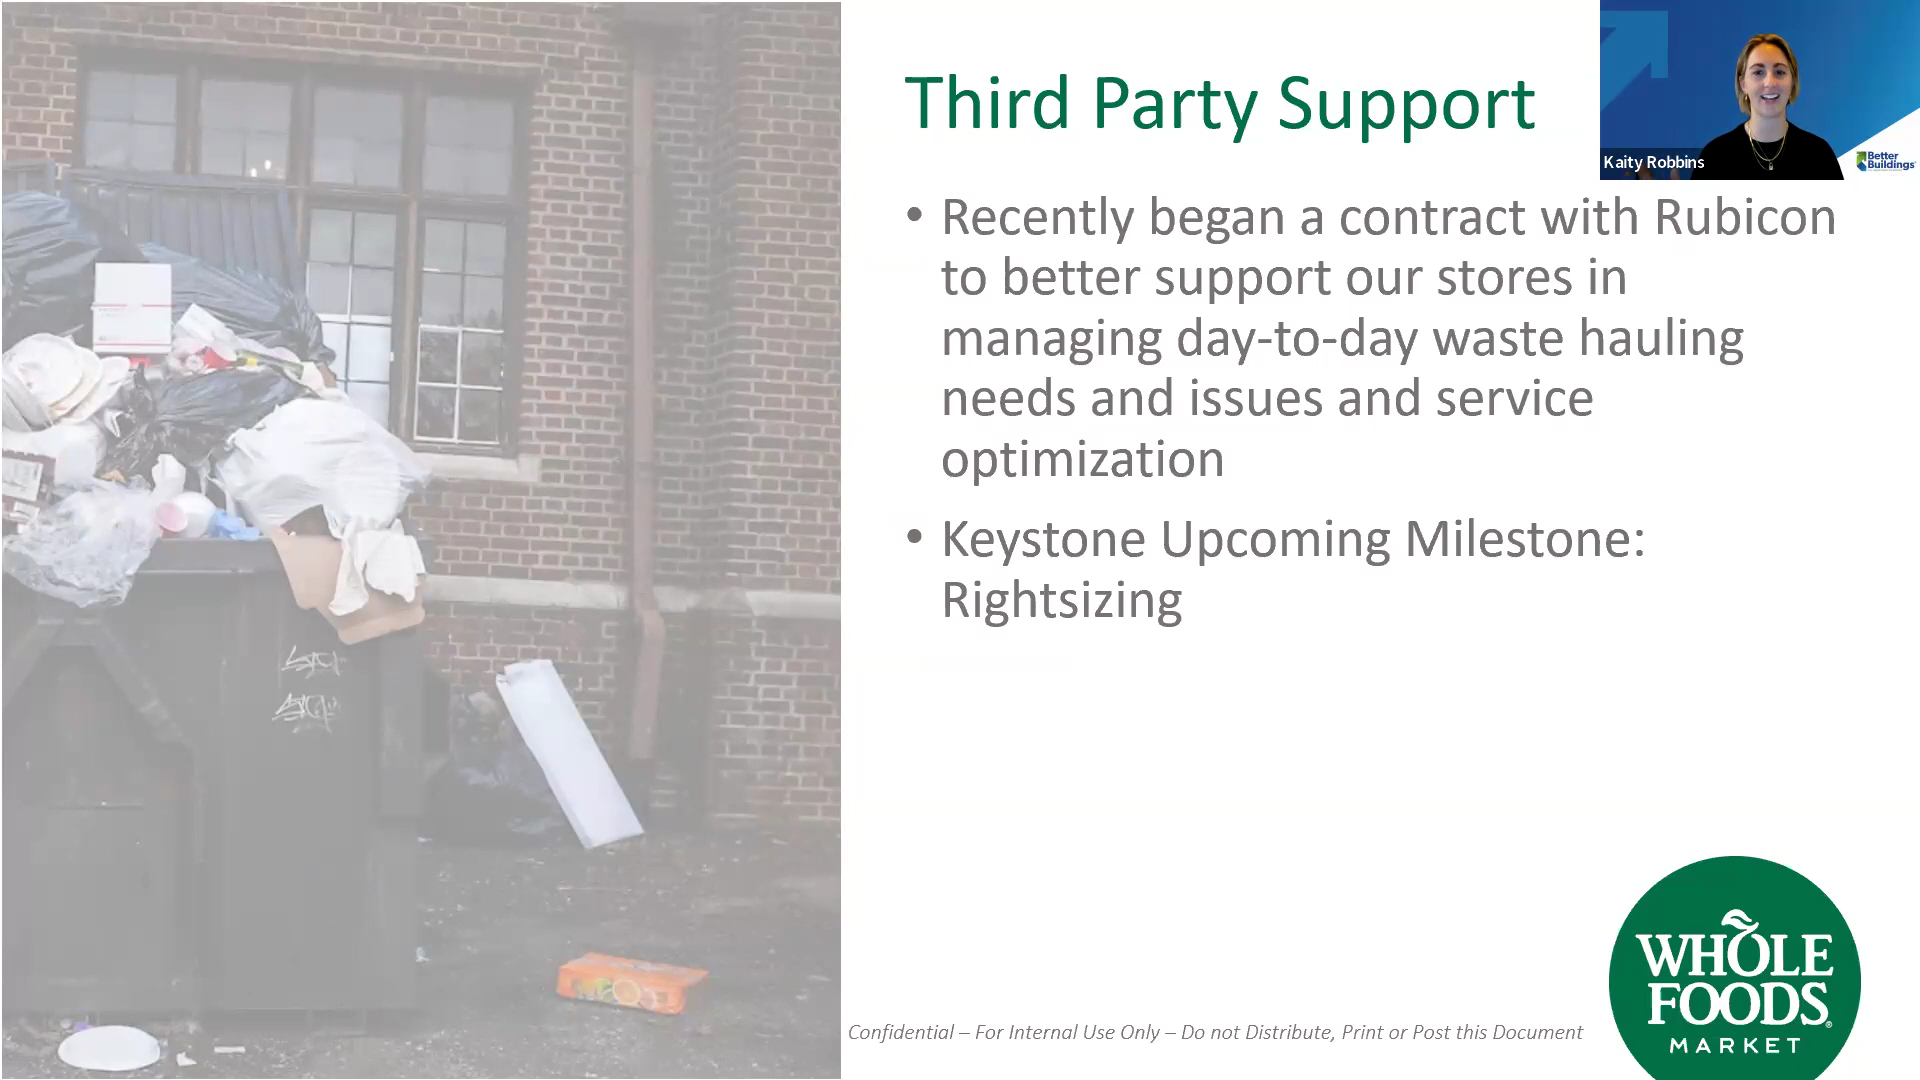 Third Party Support
Kaity Robbins
Better
Buildings
• Recently began a contract with Rubicon
to better support our stores in
managing day-to-day waste hauling
needs and issues and service
optimization
• Keystone Upcoming Milestone:
Rightsizing
Confidential – For Internal Use Only – Do not Distribute, Print or Post this Document
WHOLE
FOODS
MARKET